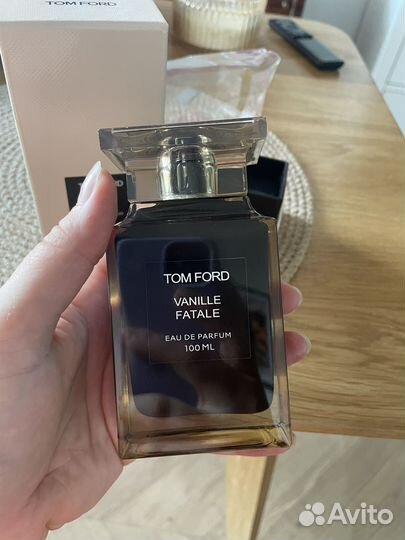 TOM FORD
TOM FORD
VANILLE
FATALE
EAU DE PARFUM
100 ML
Avito